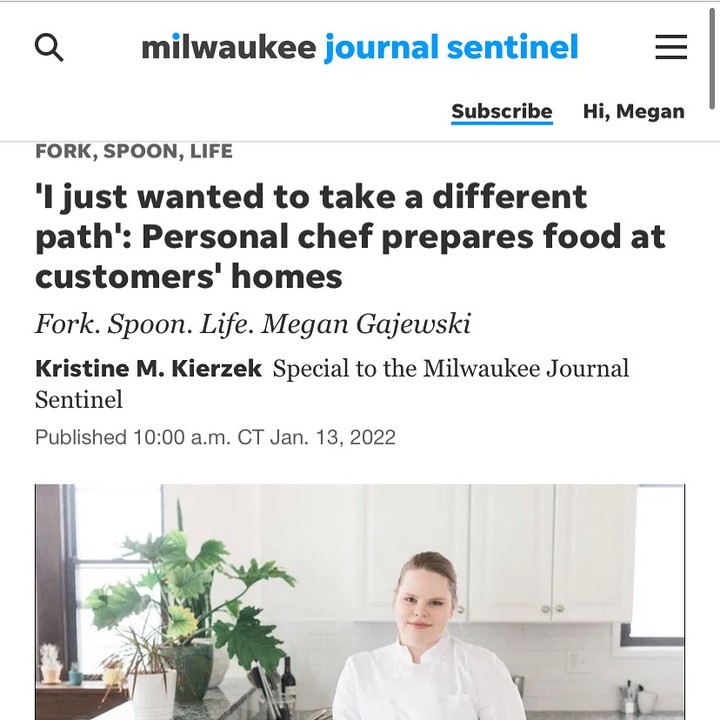 milwaukee journal sentinel
Subscribe Hi, Megan
FORK, SPOON, LIFE
'I just wanted to take a different
path': Personal chef prepares food at
customers' homes
Fork. Spoon. Life. Megan Gajewski
Kristine M. Kierzek Special to the Milwaukee Journal
Sentinel
Published 10:00 a.m. CT Jan. 13, 2022